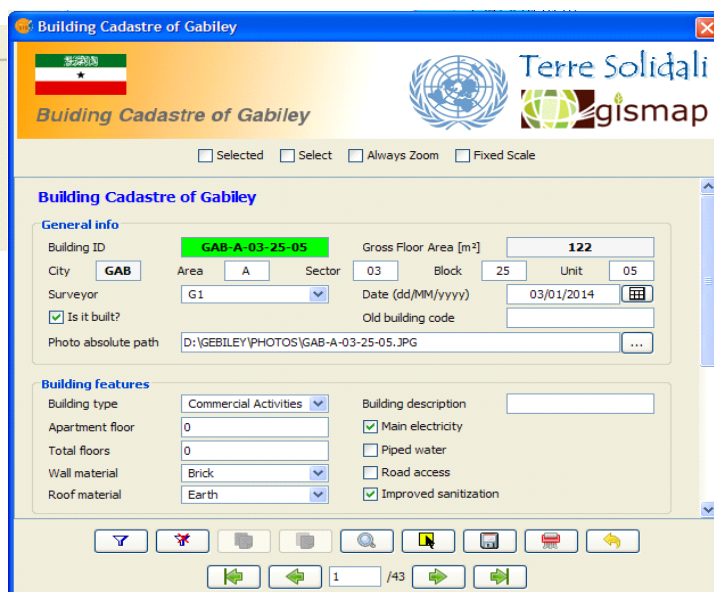 Building Cadastre of Gabiley
Terre Solidali
Buiding Cadastre of Gabiley
gismap
Selected Select Always Zoom Fixed Scale
Building Cadastre of Gabiley
General info
Building ID GAB-A-03-25-05 Gross Floor Area [m²] 122
City GAB Area A Sector 03 Block 25 Unit 05
Surveyor G1 Date (dd/MM/yyyy) 03/01/2014
Is it built? Old building code
Photo absolute path D:\GEBILEY\PHOTOS\GAB-A-03-25-05.JPG ...
Building features
Building type Commercial Activities Building description
Apartment floor 0 Main electricity
Total floors 0 Piped water
Wall material Brick Road access
Roof material Earth Improved sanitization
1 /43